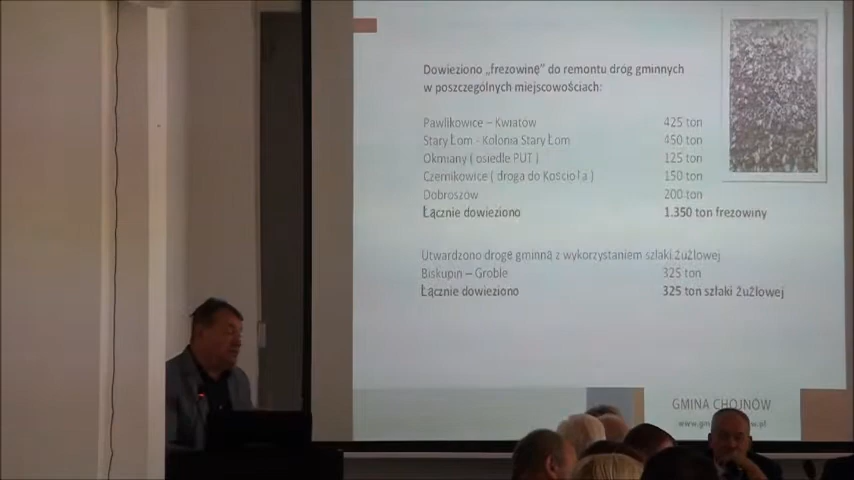 Dowieziono „frezowinę” do remontu dróg gminnych
w poszczególnych miejscowościach:
Pawlikowice – Kwiatów 425 ton
Stary Łom - Kolonia Stary Łom 450 ton
Okmiany ( osiedle PUT ) 125 ton
Czernikowice ( droga do Kościoła ) 150 ton
Dobroszów 200 ton
Łącznie dowieziono 1.350 ton frezowiny
Utwardzono drogę gminną z wykorzystaniem szlaki żużlowej
Biskupin – Groble 325 ton
Łącznie dowieziono 325 ton szlaki żużlowej
GMINA CHOJNÓW